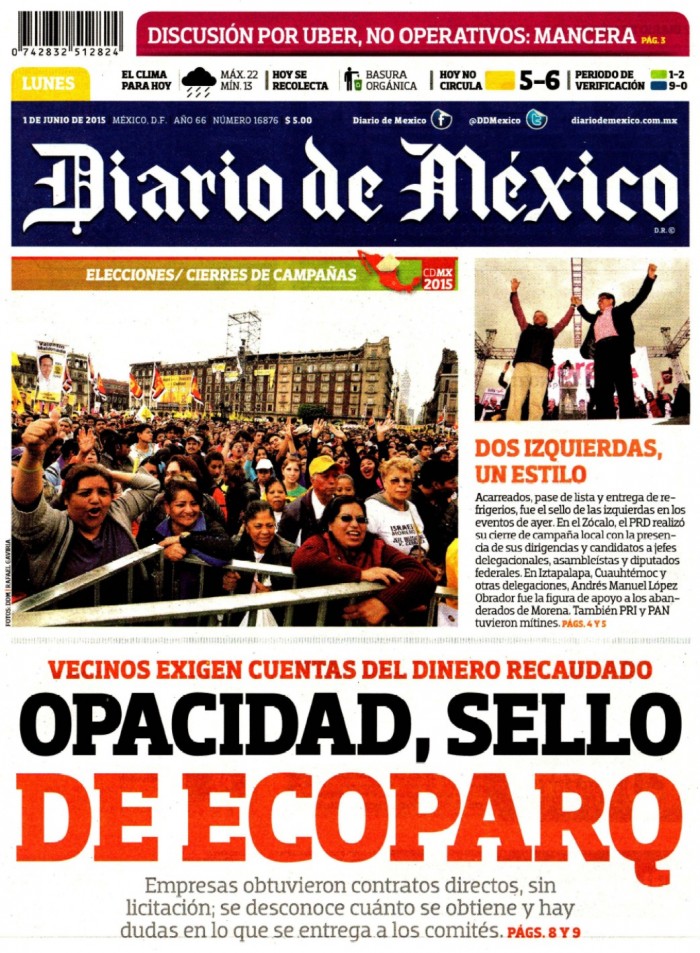 0 742832 512824
DISCUSIÓN POR UBER, NO OPERATIVOS: MANCERA PÁG. 3
LUNES
EL CLIMA
PARA HOY
MÁX. 22
MÍN. 13
HOY SE
RECOLECTA
BASURA
ORGÁNICA
HOY NO
CIRCULA
5-6
PERIODO DE
VERIFICACIÓN
1-2
9-0
1 DE JUNIO DE 2015 MÉXICO, D.F. AÑO 66 NÚMERO 16876 $ 5.00
Diario de Mexico
@DDMexico
diariodemexico.com.mx
Diario de México
D.R. ©
ELECCIONES/ CIERRES DE CAMPAÑAS
CDMX
2015
ISRAEL
MORENO
DOS IZQUIERDAS,
UN ESTILO
Acarreados, pase de lista y entrega de re-
frigerios, fue el sello de las izquierdas en los
eventos de ayer. En el Zócalo, el PRD realizó
su cierre de campaña local con la presen-
cia de sus dirigencias y candidatos a jefes
delegacionales, asambleístas y diputados
federales. En Iztapalapa, Cuauhtémoc y
otras delegaciones, Andrés Manuel López
Obrador fue la figura de apoyo a los aban-
derados de Morena. También PRI y PAN
tuvieron mítines. PÁGS. 4 Y 5
VECINOS EXIGEN CUENTAS DEL DINERO RECAUDADO
OPACIDAD, SELLO
DE ECOPARQ
Empresas obtuvieron contratos directos, sin
licitación; se desconoce cuánto se obtiene y hay
dudas en lo que se entrega a los comités. PÁGS. 8 Y 9